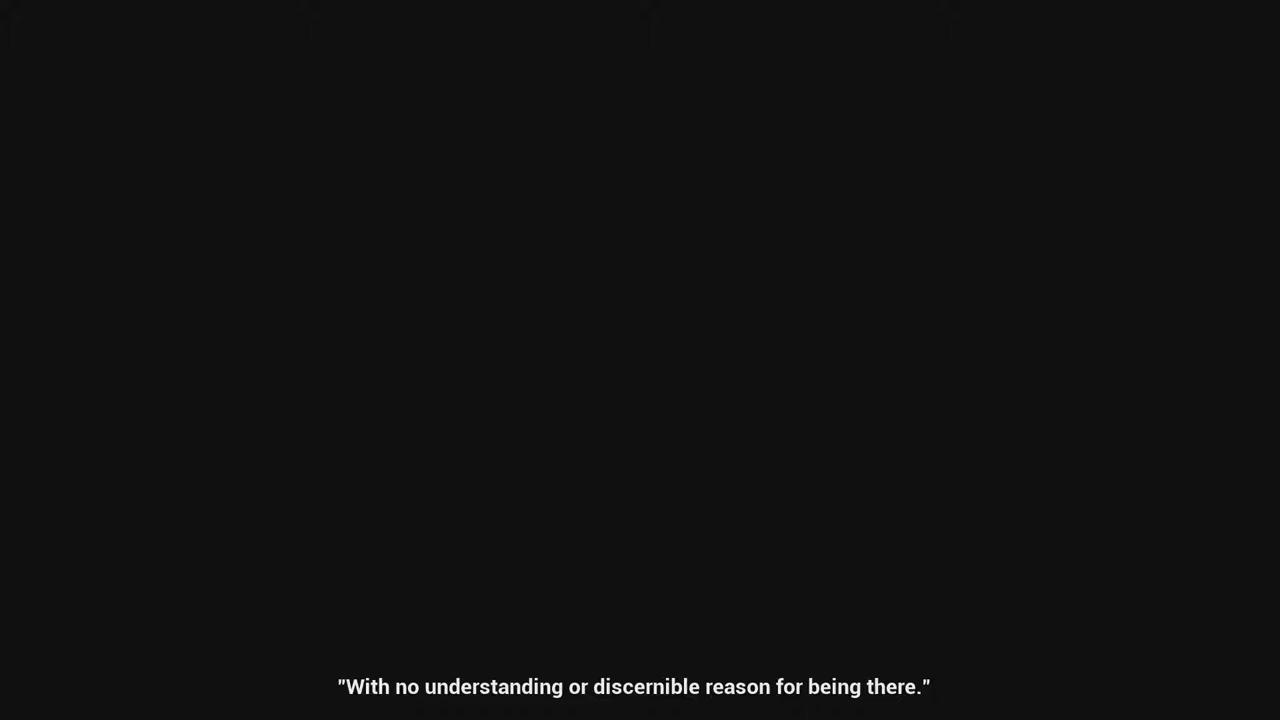 "With no understanding or discernible reason for being there."